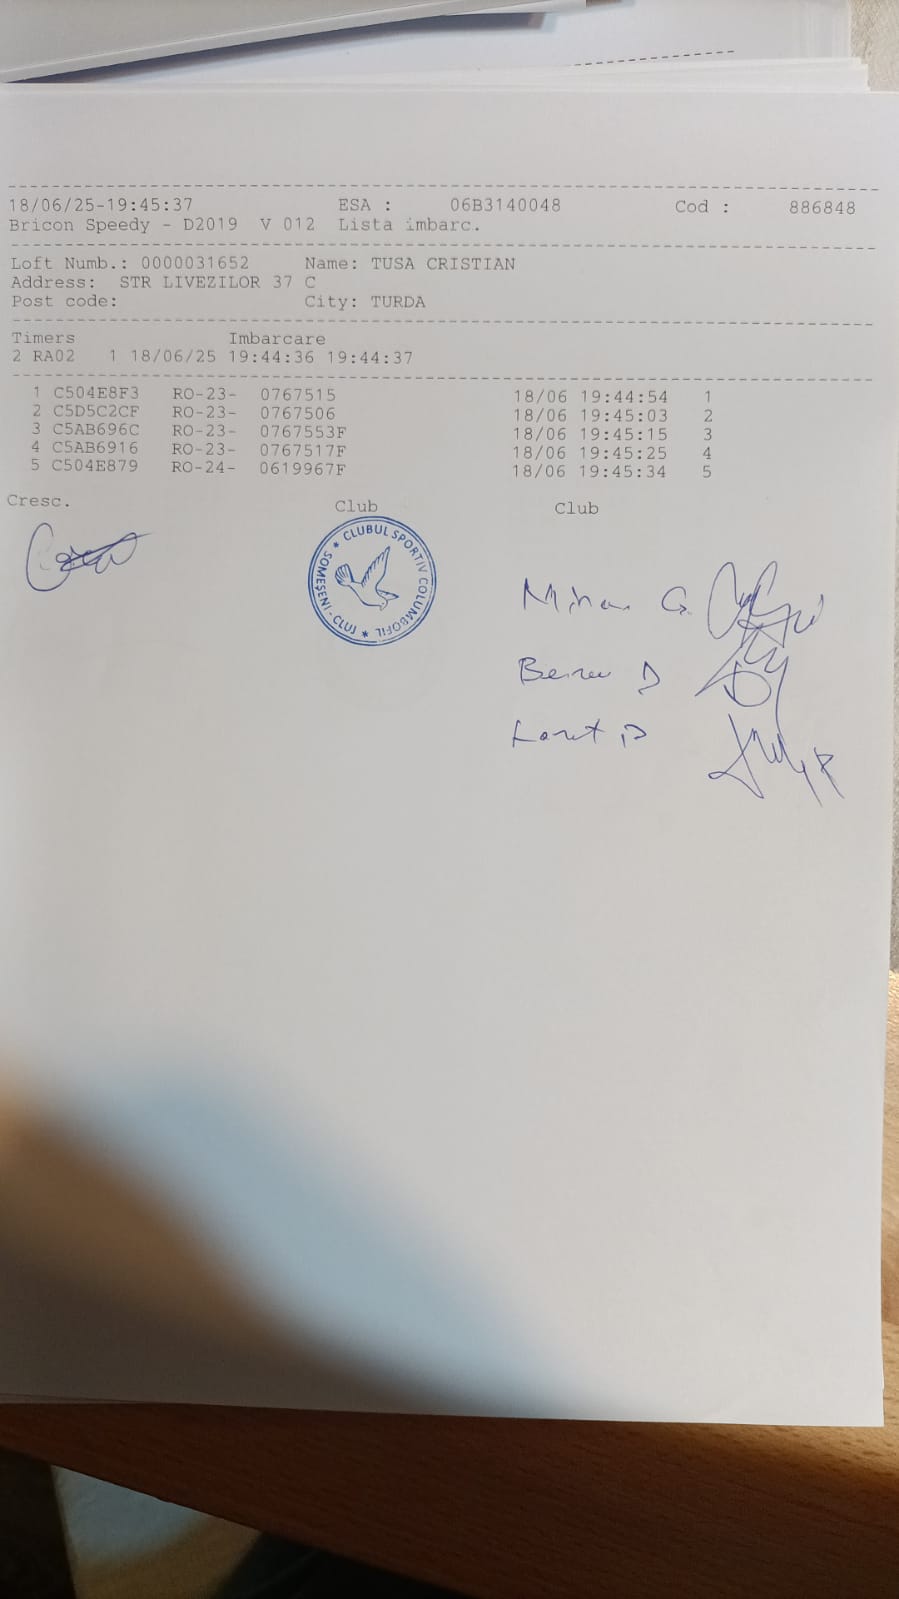 18/06/25-19:45:37 ESA : 06B3140048 Cod : 886848
Bricon Speedy - D2019 V 012 Lista imbarc.
Loft Numb.: 0000031652 Name: TUSA CRISTIAN
Address: STR LIVEZILOR 37 C
Post code: City: TURDA
Timers Imbarcare
2 RA02 1 18/06/25 19:44:36 19:44:37
1 C504E8F3 RO-23- 0767515 18/06 19:44:54 1
2 C5D5C2CF RO-23- 0767506 18/06 19:45:03 2
3 C5AB696C RO-23- 0767553F 18/06 19:45:15 3
4 C5AB6916 RO-23- 0767517F 18/06 19:45:25 4
5 C504E879 RO-24- 0619967F 18/06 19:45:34 5
Cresc. Club Club
* CLUBUL SPORTIV COLUMBOFIL * SOMEȘENI - CLUJ